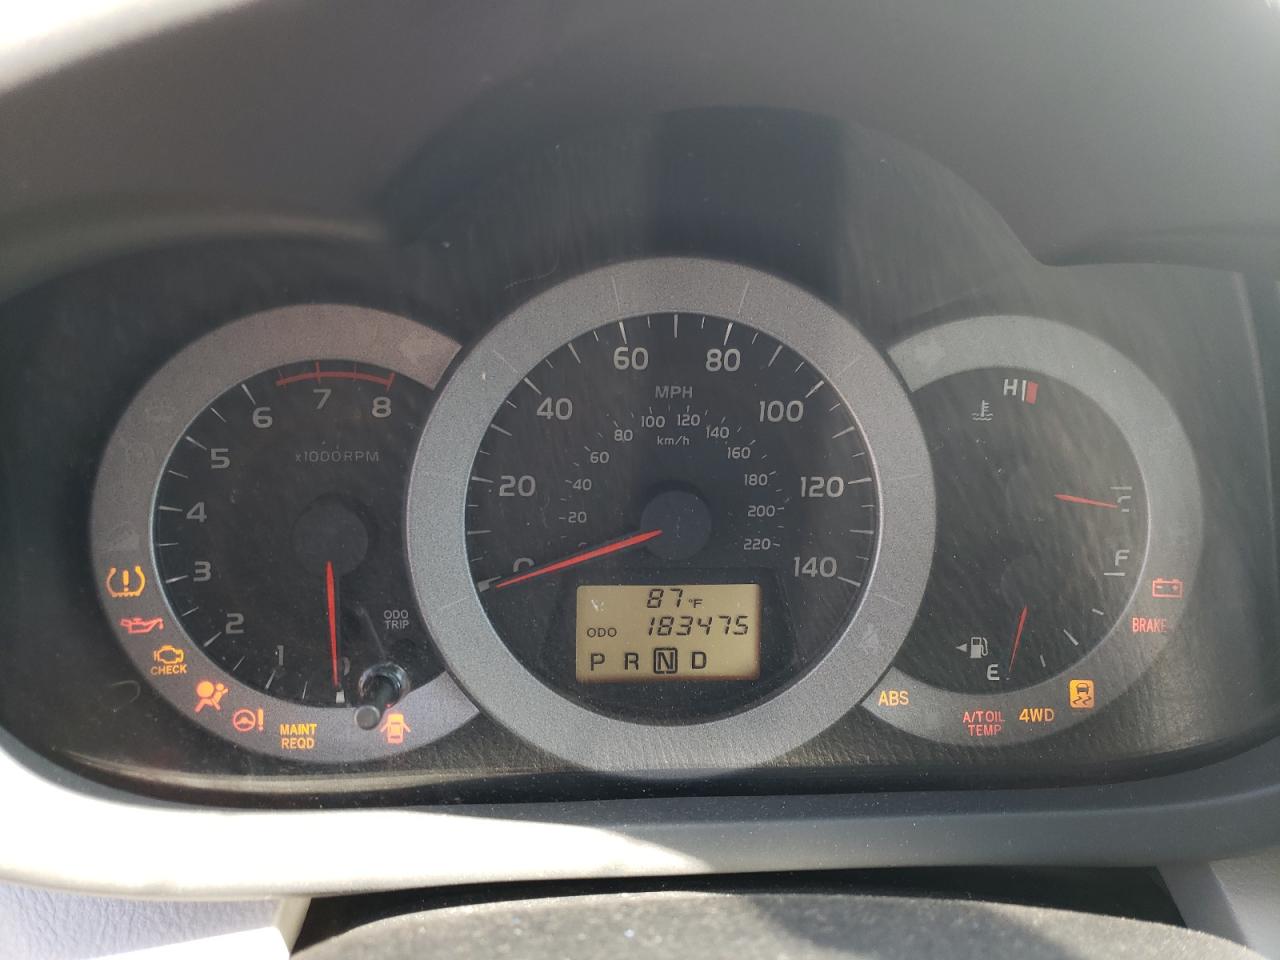 1
2
3
4
5
6
7
8
x1000RPM
ODO
TRIP
CHECK
MAINT
REQD
0
20
40
60
80
100
120
140
MPH
20
40
60
80
100
120
140
160
180
200
220
km/h
87°F
ODO 183475
P R N D
H
F
E
BRAKE
ABS
A/T OIL
TEMP
4WD